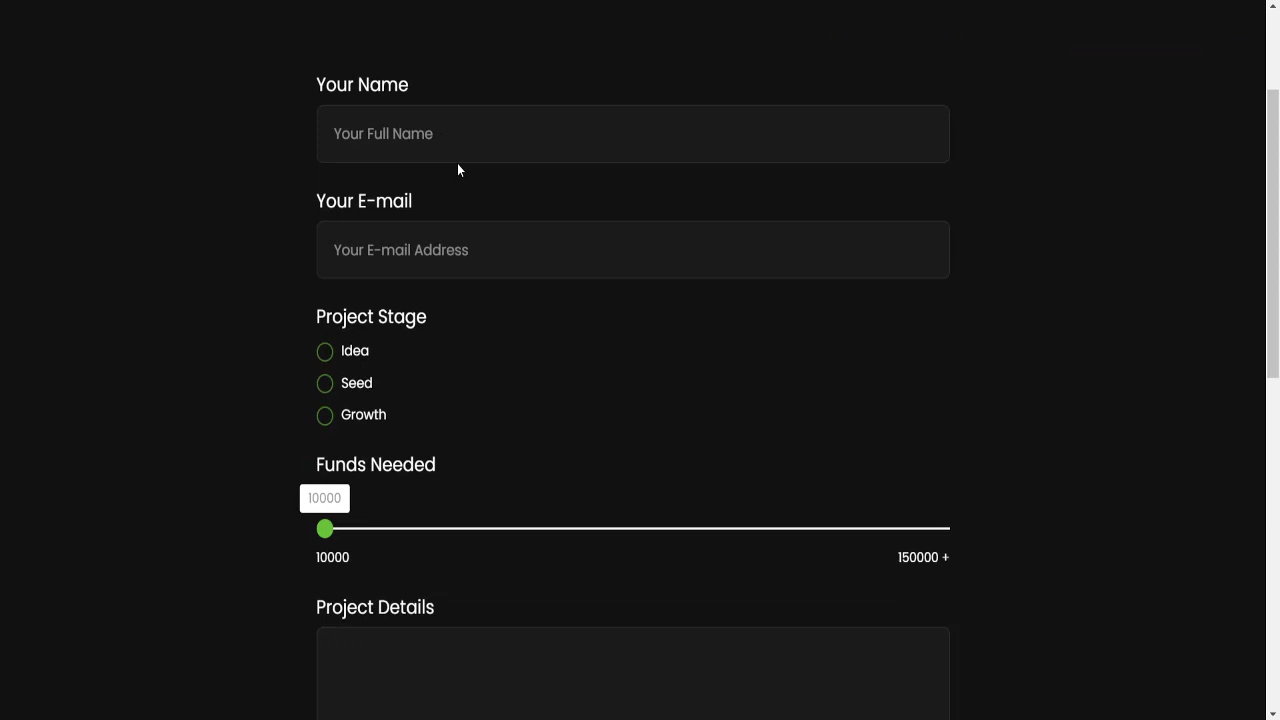 Your Name
Your Full Name
Your E-mail
Your E-mail Address
Project Stage
Idea
Seed
Growth
Funds Needed
10000
10000 150000 +
Project Details